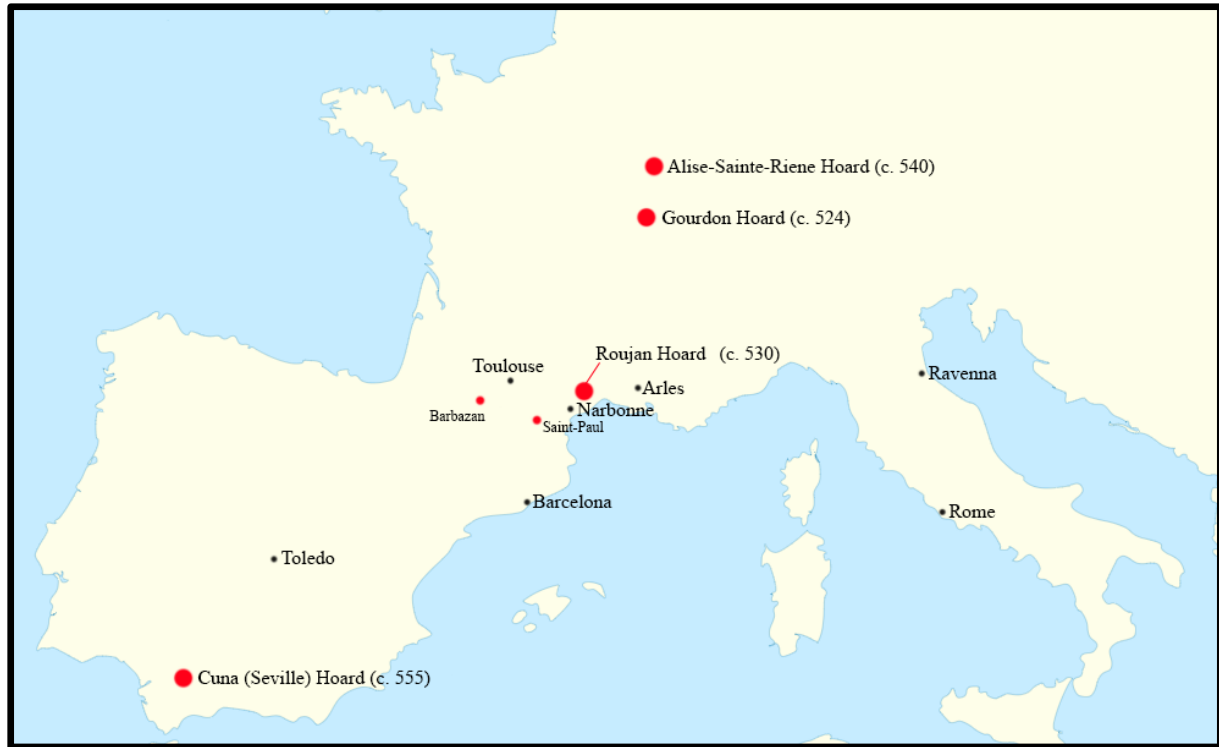 Alise-Sainte-Riene Hoard (c. 540)
Gourdon Hoard (c. 524)
Roujan Hoard (c. 530)
Toulouse
Ravenna
Arles
Barbazan
Narbonne
Saint-Paul
Barcelona
Rome
Toledo
Cuna (Seville) Hoard (c. 555)